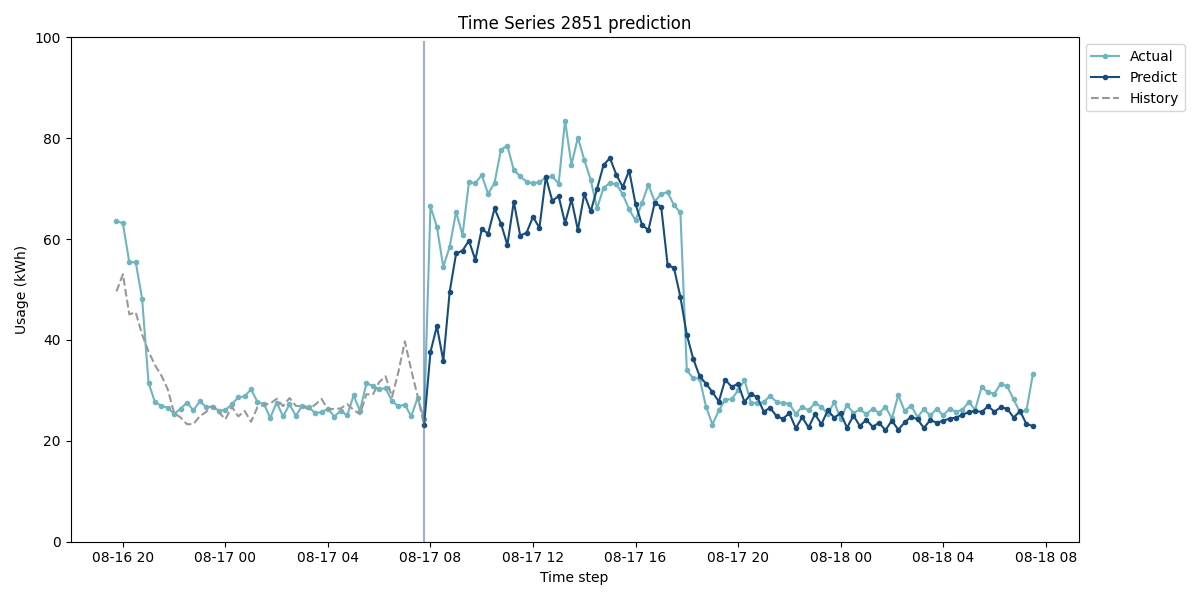 Time Series 2851 prediction
Usage (kWh)
100
80
60
40
20
0
08-16 20
08-17 00
08-17 04
08-17 08
08-17 12
08-17 16
08-17 20
08-18 00
08-18 04
08-18 08
Time step
Actual
Predict
History